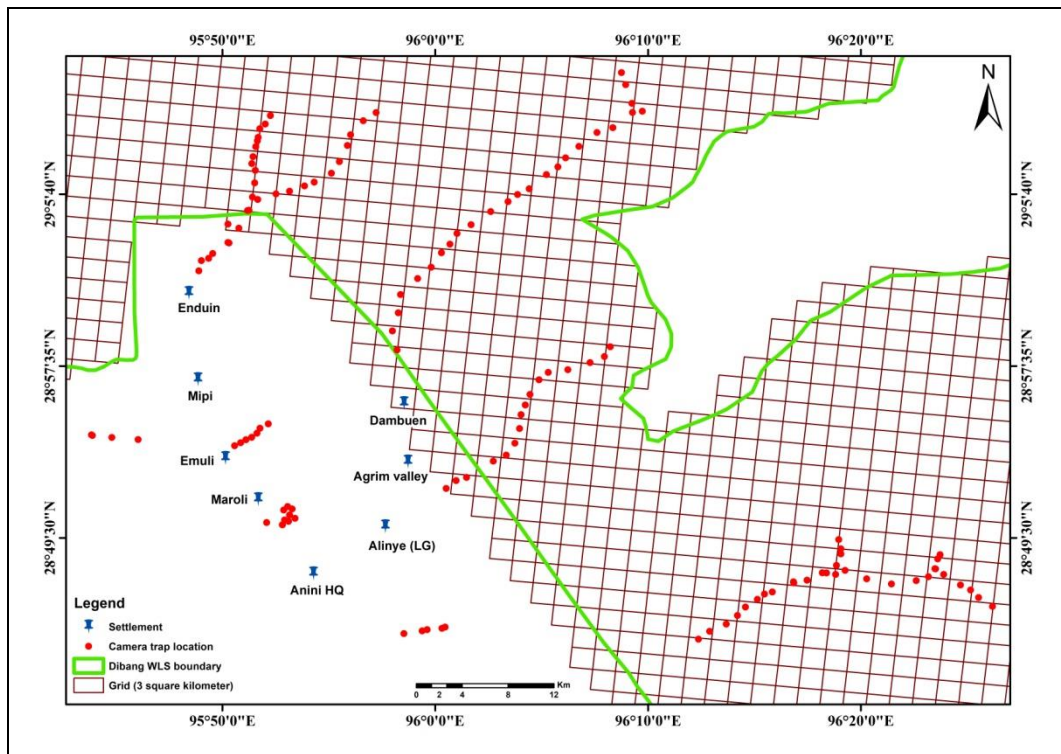 95°50'0"E 96°0'0"E 96°10'0"E 96°20'0"E
N
29°5'40"N 29°5'40"N
Enduin
28°57'35"N 28°57'35"N
Mipi
Dambuen
Emuli
Agrim valley
Maroli
28°49'30"N 28°49'30"N
Alinye (LG)
Anini HQ
Legend
Settlement
Camera trap location
Dibang WLS boundary
Grid (3 square kilometer)
Km
0 2 4 8 12
95°50'0"E 96°0'0"E 96°10'0"E 96°20'0"E